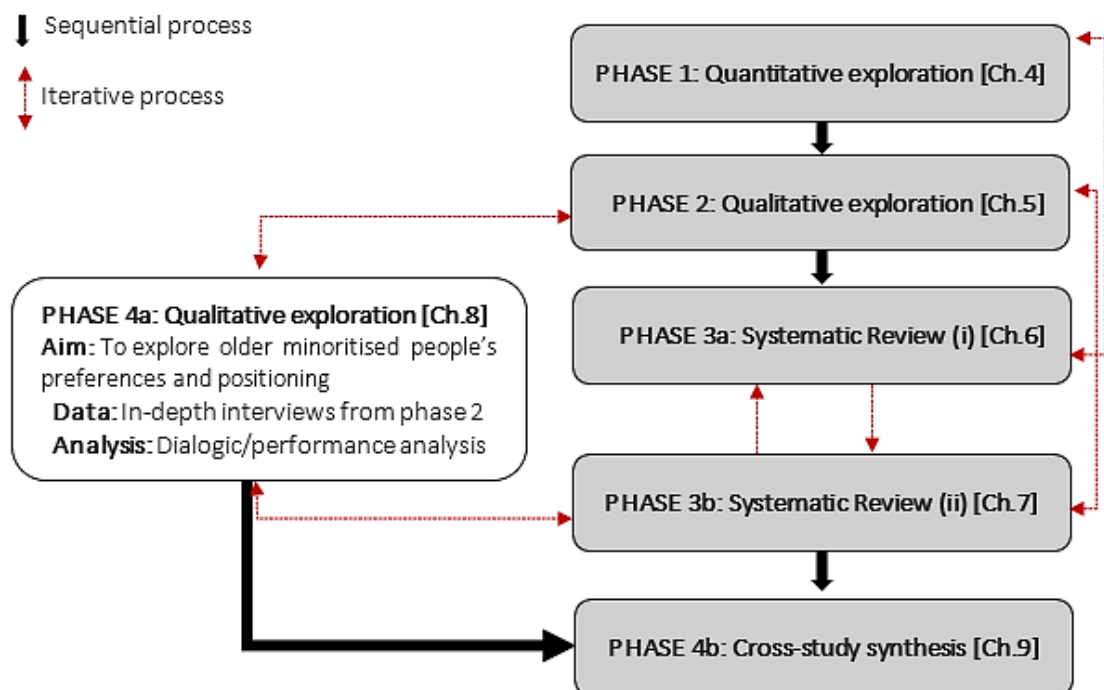 Sequential process
Iterative process
PHASE 1: Quantitative exploration [Ch.4]
PHASE 2: Qualitative exploration [Ch.5]
PHASE 4a: Qualitative exploration [Ch.8]
Aim: To explore older minoritised people's
preferences and positioning
Data: In-depth interviews from phase 2
Analysis: Dialogic/performance analysis
PHASE 3a: Systematic Review (i) [Ch.6]
PHASE 3b: Systematic Review (ii) [Ch.7]
PHASE 4b: Cross-study synthesis [Ch.9]